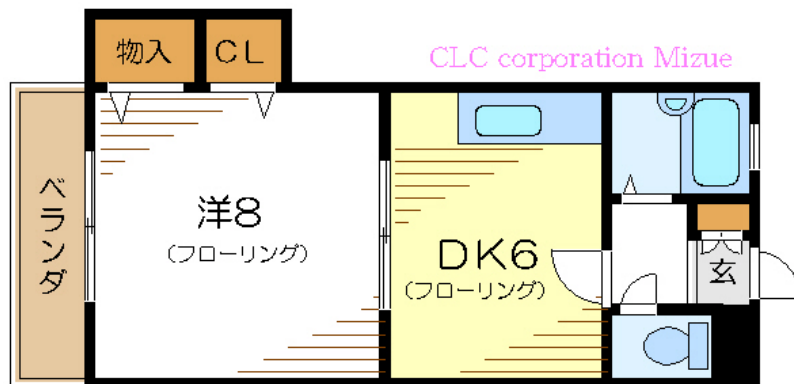 物入
CL
CLC corporation Mizue
ベランダ
洋8
(フローリング)
DK6
(フローリング)
玄